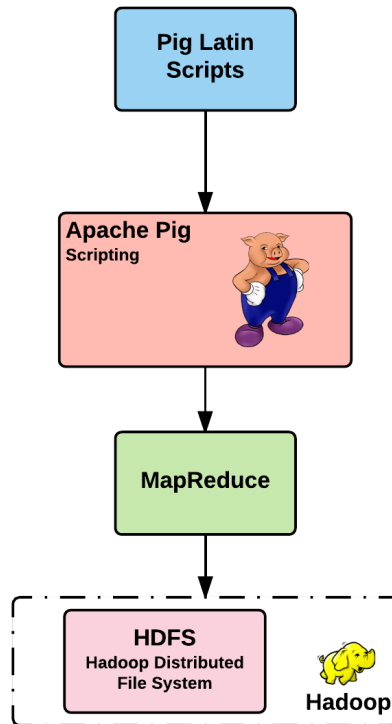 Pig Latin
Scripts
Apache Pig
Scripting
MapReduce
HDFS
Hadoop Distributed
File System
Hadoop